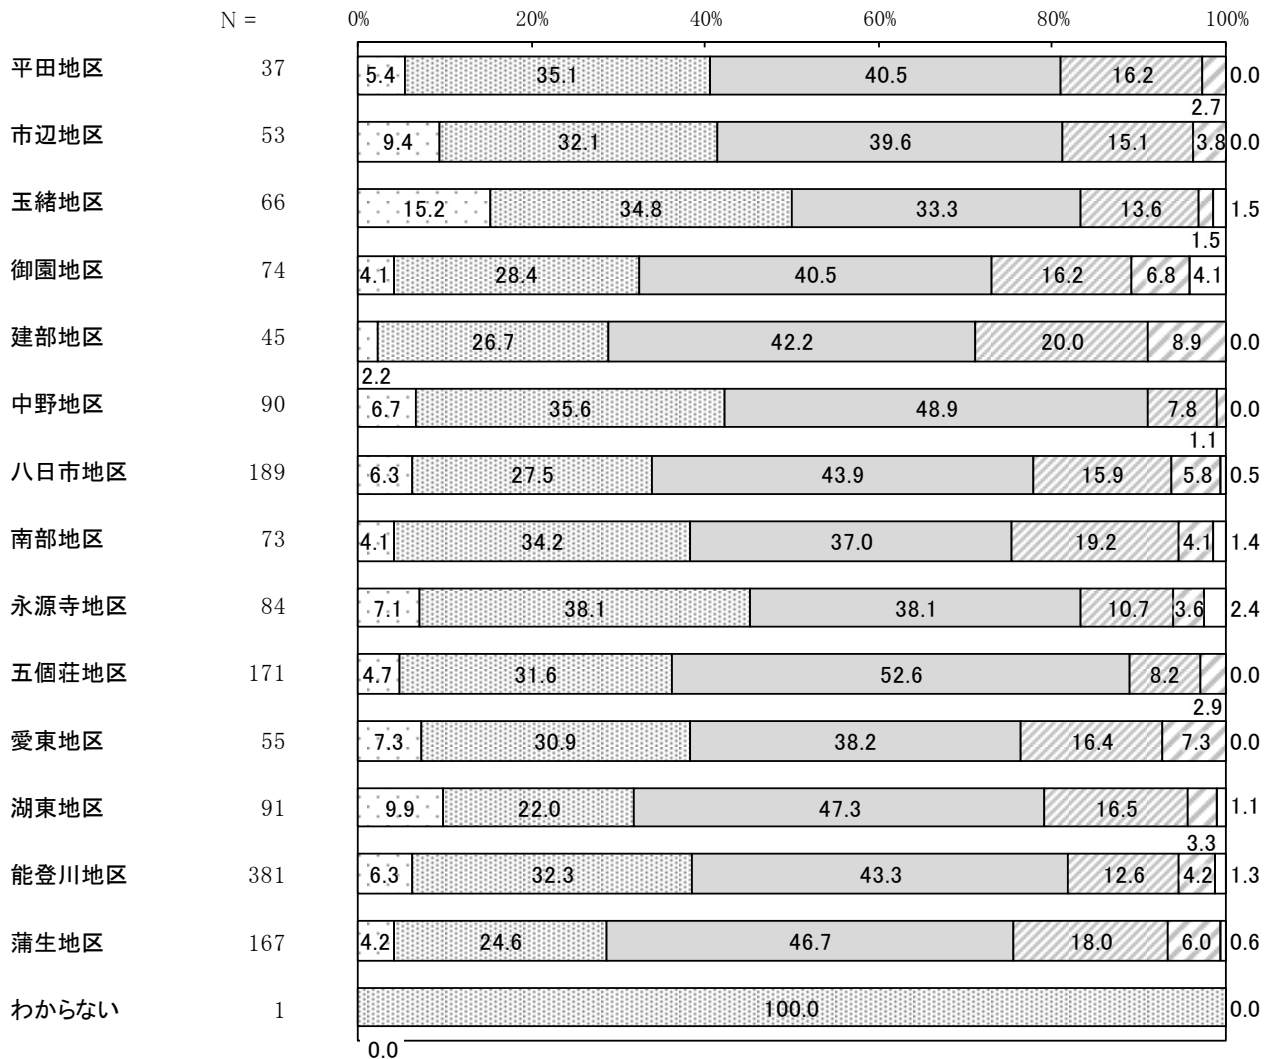 N = 0% 20% 40% 60% 80% 100%
平田地区 37 5.4 35.1 40.5 16.2 0.0
2.7
市辺地区 53 9.4 32.1 39.6 15.1 3.8 0.0
玉緒地区 66 15.2 34.8 33.3 13.6 1.5
1.5
御園地区 74 4.1 28.4 40.5 16.2 6.8 4.1
建部地区 45 26.7 42.2 20.0 8.9 0.0
2.2
中野地区 90 6.7 35.6 48.9 7.8 0.0
1.1
八日市地区 189 6.3 27.5 43.9 15.9 5.8 0.5
南部地区 73 4.1 34.2 37.0 19.2 4.1 1.4
永源寺地区 84 7.1 38.1 38.1 10.7 3.6 2.4
五個荘地区 171 4.7 31.6 52.6 8.2 0.0
2.9
愛東地区 55 7.3 30.9 38.2 16.4 7.3 0.0
湖東地区 91 9.9 22.0 47.3 16.5 1.1
3.3
能登川地区 381 6.3 32.3 43.3 12.6 4.2 1.3
蒲生地区 167 4.2 24.6 46.7 18.0 6.0 0.6
わからない 1 100.0 0.0
0.0